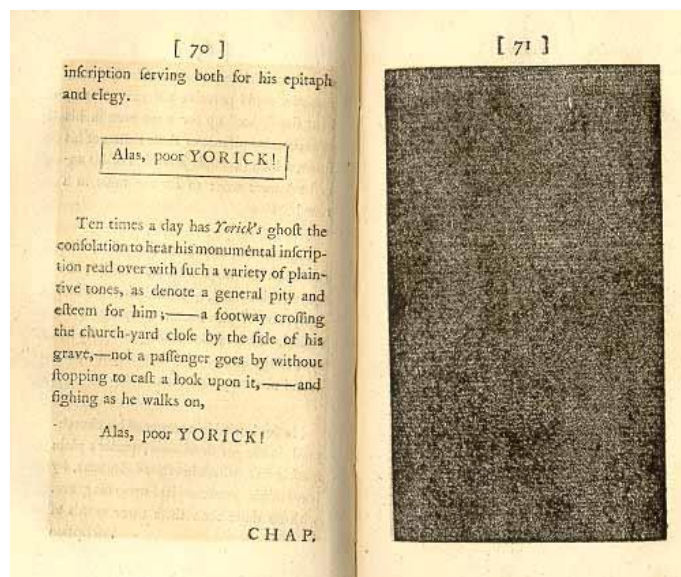 [ 70 ]
inſcription ſerving both for his epitaph
and elegy.
Alas, poor YORICK!
Ten times a day has Yorick's ghoſt the
conſolation to hear his monumental inſcrip-
tion read over with ſuch a variety of plain-
tive tones, as denote a general pity and
eſteem for him;——a footway croſſing
the church-yard cloſe by the ſide of his
grave,—not a paſſenger goes by without
ſtopping to caſt a look upon it,——and
ſighing as he walks on,
Alas, poor YORICK!
CHAP.
[ 71 ]